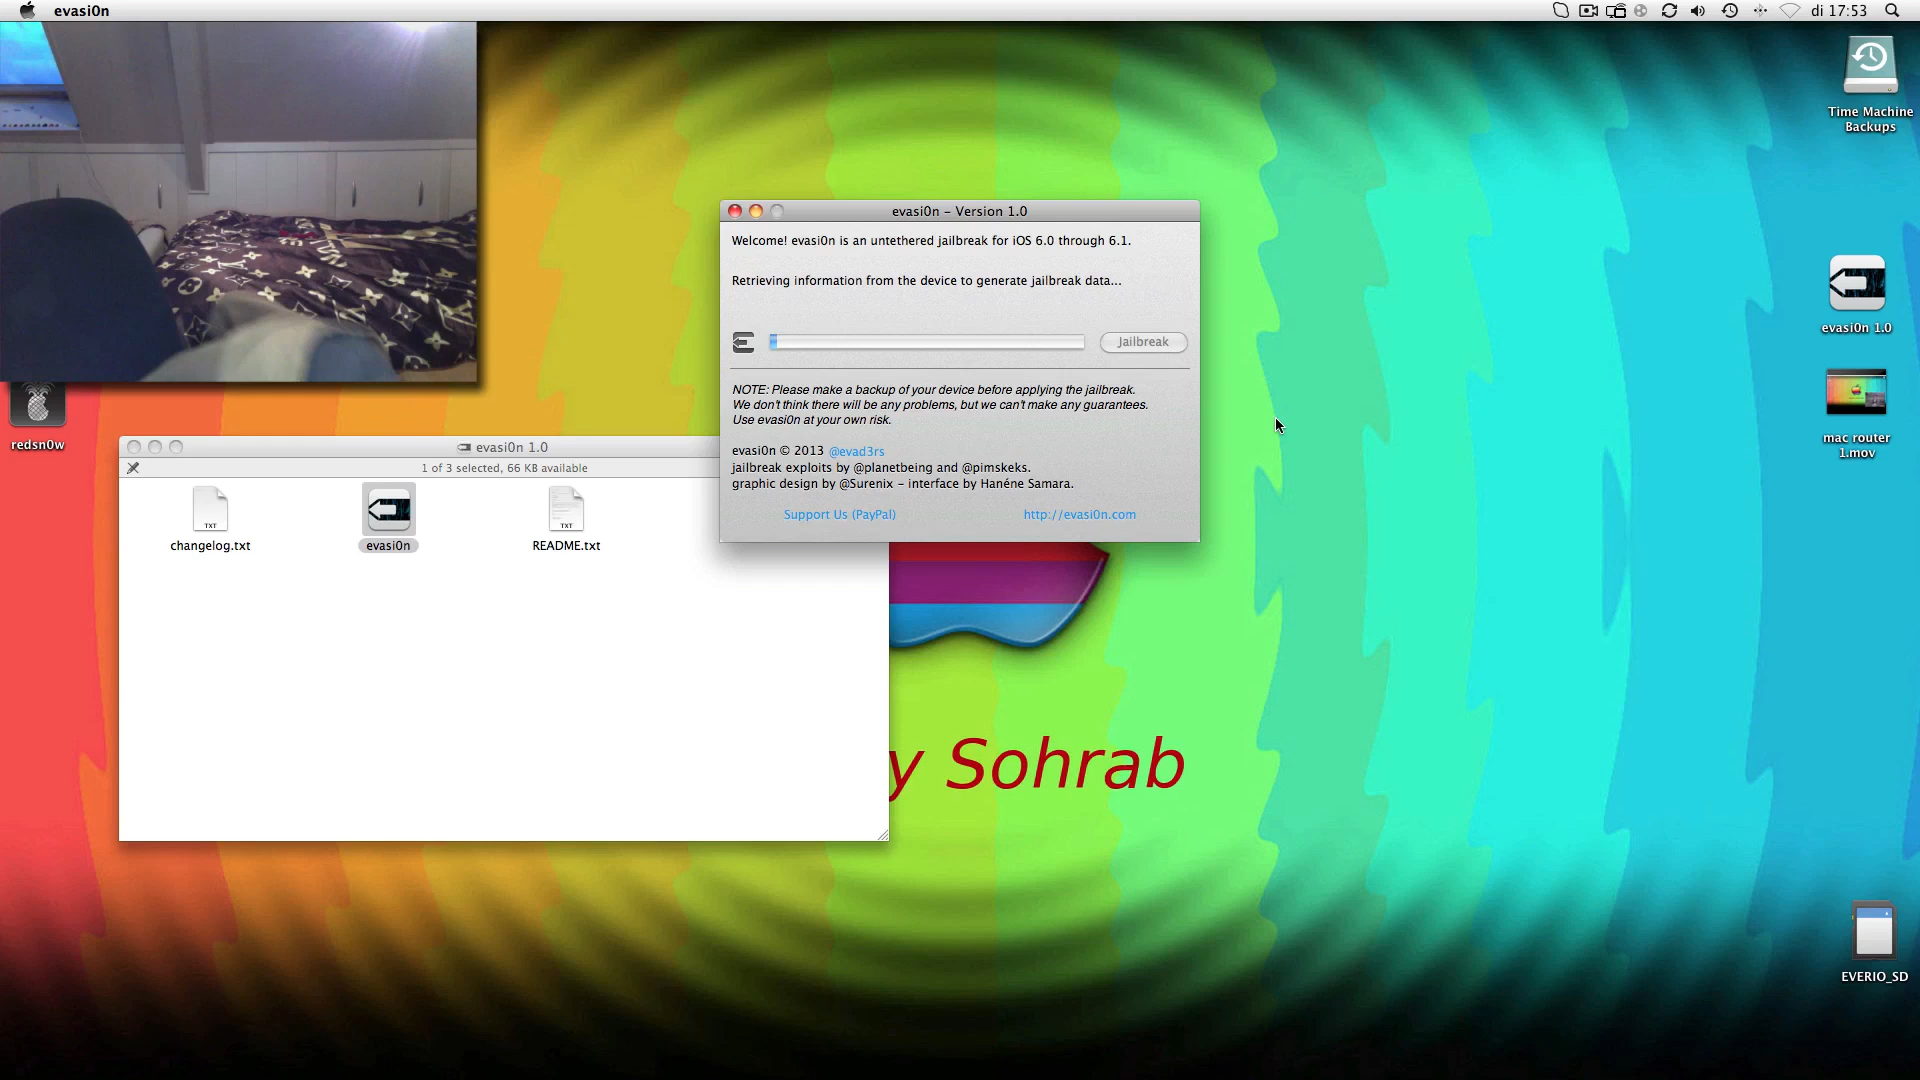 evasi0n
di 17:53
Time Machine
Backups
evasi0n 1.0
mac router
1.mov
EVERIO_SD
redsn0w
evasi0n – Version 1.0
Welcome! evasi0n is an untethered jailbreak for iOS 6.0 through 6.1.
Retrieving information from the device to generate jailbreak data...
Jailbreak
NOTE: Please make a backup of your device before applying the jailbreak.
We don't think there will be any problems, but we can't make any guarantees.
Use evasi0n at your own risk.
evasi0n © 2013 @evad3rs
jailbreak exploits by @planetbeing and @pimskeks.
graphic design by @Surenix – interface by Hanéne Samara.
Support Us (PayPal)
http://evasi0n.com
evasi0n 1.0
1 of 3 selected, 66 KB available
TXT
TXT
changelog.txt
evasi0n
README.txt
y Sohrab